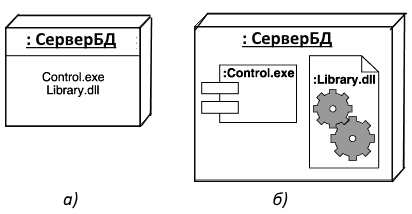 : СерверБД
Control.exe
Library.dll
а)
: СерверБД
:Control.exe
:Library.dll
б)